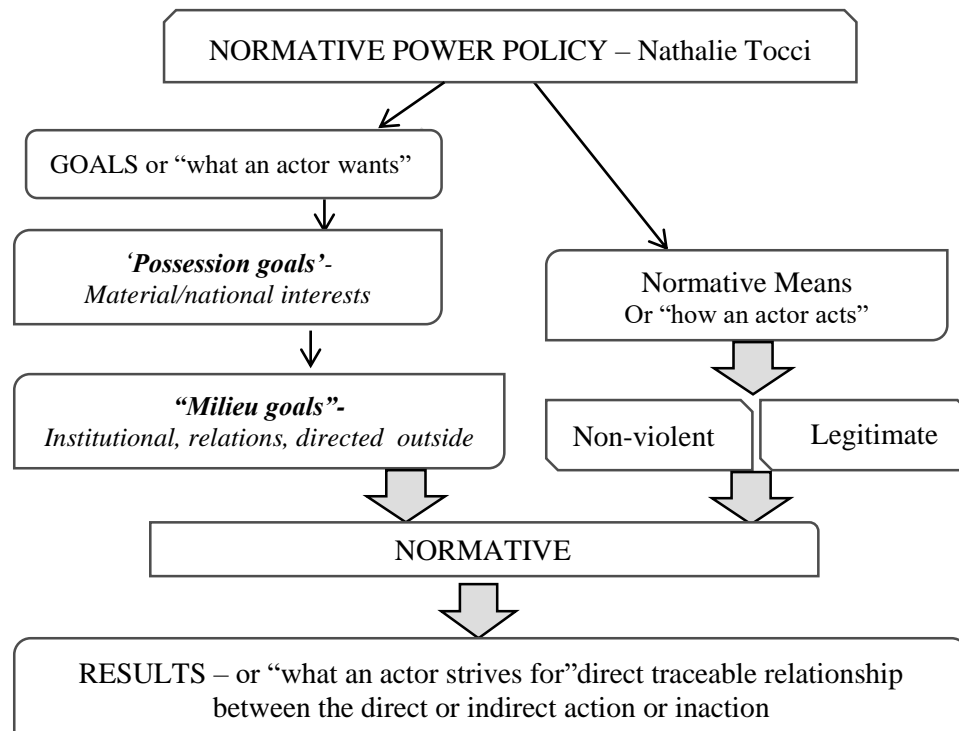 NORMATIVE POWER POLICY – Nathalie Tocci
GOALS or “what an actor wants”
‘Possession goals’-
Material/national interests
“Milieu goals”-
Institutional, relations, directed outside
Normative Means
Or “how an actor acts”
Non-violent
Legitimate
NORMATIVE
RESULTS – or “what an actor strives for”direct traceable relationship
between the direct or indirect action or inaction